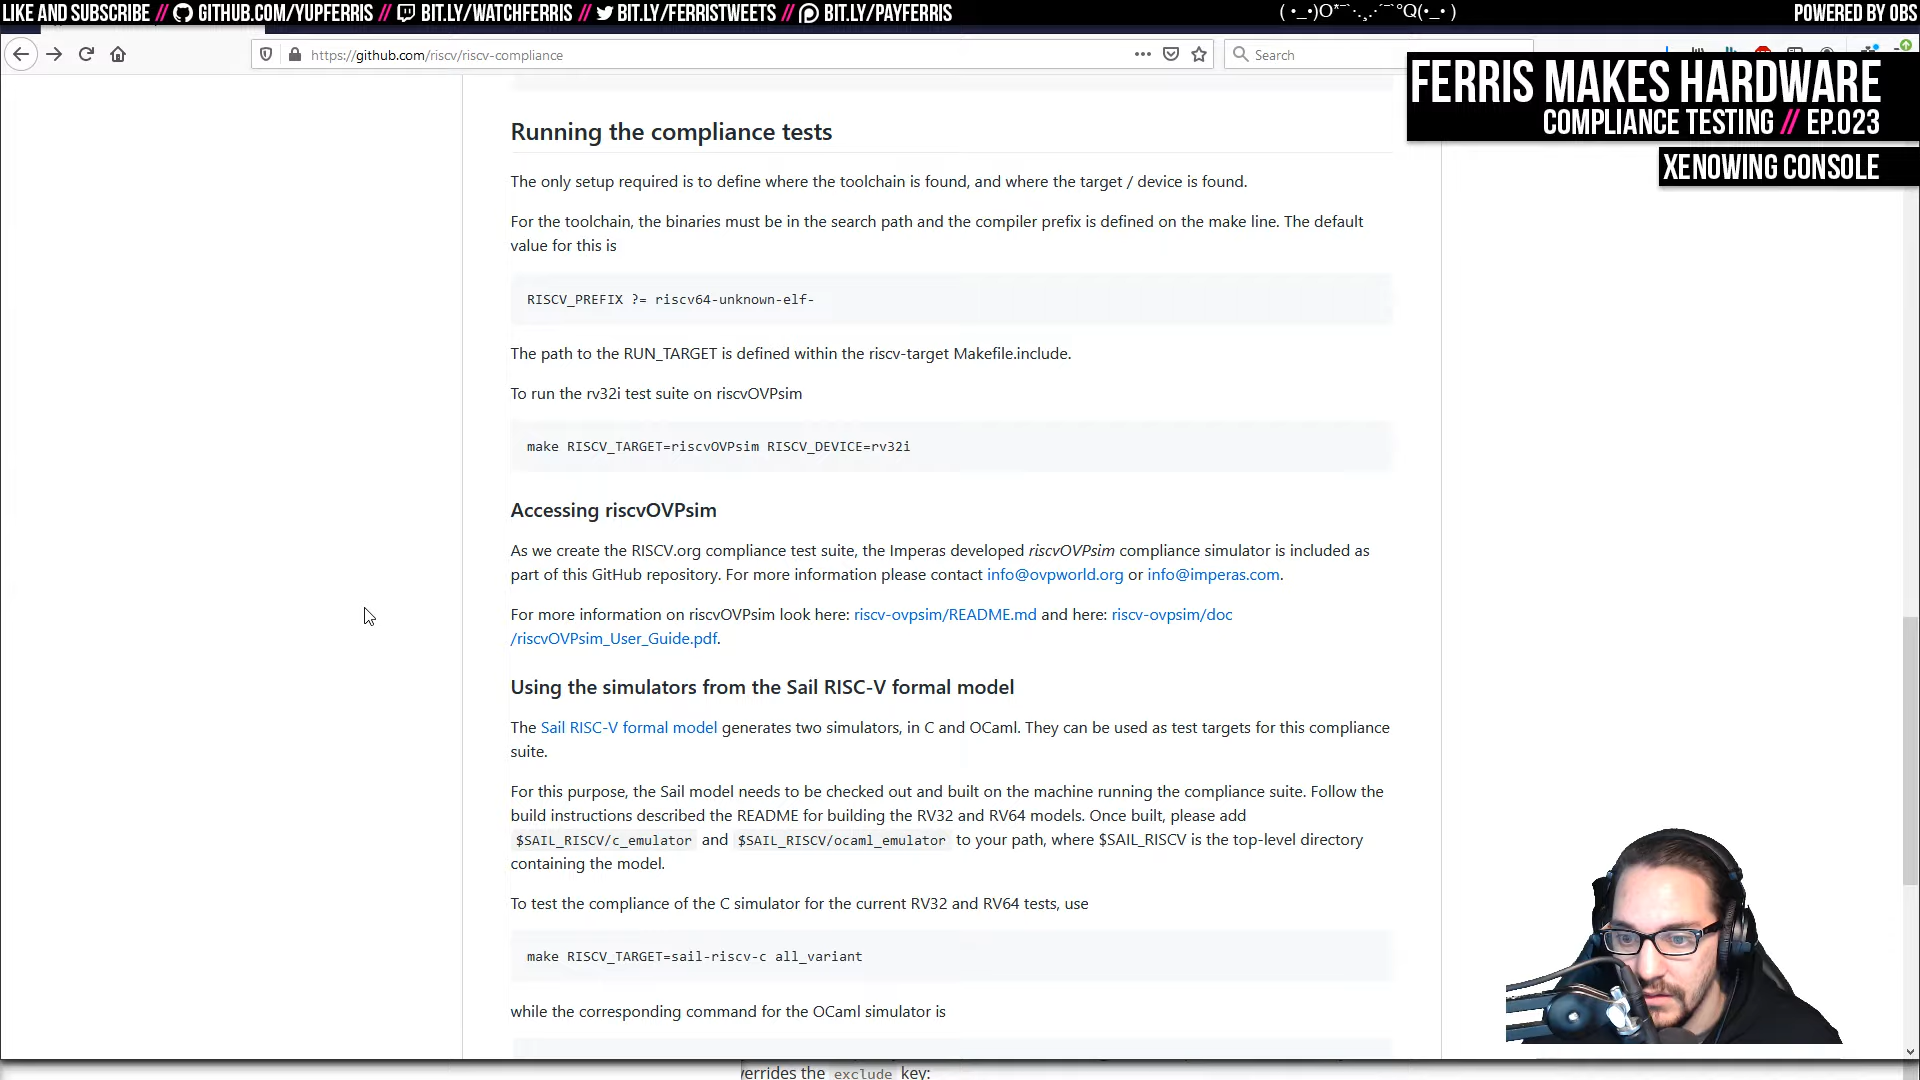 LIKE AND SUBSCRIBE // GITHUB.COM/YUPFERRIS // BIT.LY/WATCHFERRIS // BIT.LY/FERRISTWEETS // BIT.LY/PAYFERRIS
POWERED BY OBS
https://github.com/riscv/riscv-compliance
Search
FERRIS MAKES HARDWARE
COMPLIANCE TESTING // EP.023
XENOWING CONSOLE
Running the compliance tests
The only setup required is to define where the toolchain is found, and where the target / device is found.
For the toolchain, the binaries must be in the search path and the compiler prefix is defined on the make line. The default
value for this is
RISCV_PREFIX ?= riscv64-unknown-elf-
The path to the RUN_TARGET is defined within the riscv-target Makefile.include.
To run the rv32i test suite on riscvOVPsim
make RISCV_TARGET=riscvOVPsim RISCV_DEVICE=rv32i
Accessing riscvOVPsim
As we create the RISCV.org compliance test suite, the Imperas developed riscvOVPsim compliance simulator is included as
part of this GitHub repository. For more information please contact info@ovpworld.org or info@imperas.com.
For more information on riscvOVPsim look here: riscv-ovpsim/README.md and here: riscv-ovpsim/doc
/riscvOVPsim_User_Guide.pdf.
Using the simulators from the Sail RISC-V formal model
The Sail RISC-V formal model generates two simulators, in C and OCaml. They can be used as test targets for this compliance
suite.
For this purpose, the Sail model needs to be checked out and built on the machine running the compliance suite. Follow the
build instructions described the README for building the RV32 and RV64 models. Once built, please add
$SAIL_RISCV/c_emulator and $SAIL_RISCV/ocaml_emulator to your path, where $SAIL_RISCV is the top-level directory
containing the model.
To test the compliance of the C simulator for the current RV32 and RV64 tests, use
make RISCV_TARGET=sail-riscv-c all_variant
while the corresponding command for the OCaml simulator is
the exclude key: